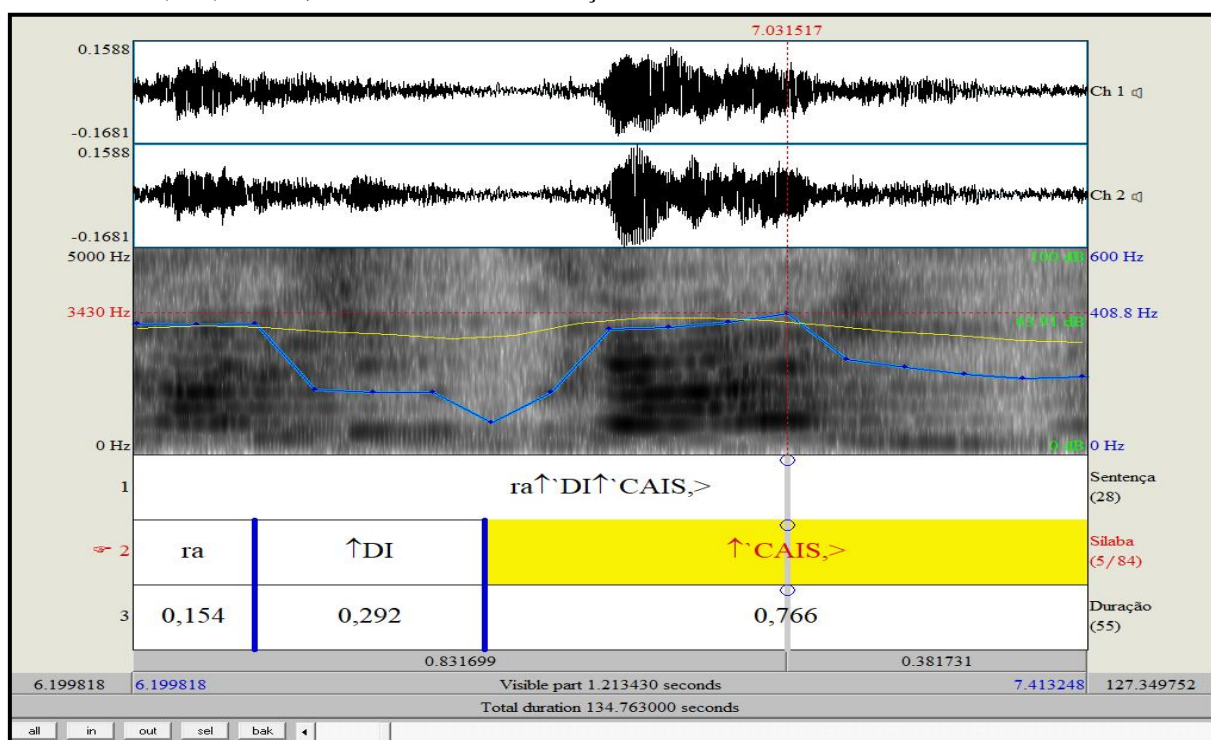 7.031517
0.1588
-0.1681
Ch 1
0.1588
-0.1681
Ch 2
5000 Hz
3430 Hz
0 Hz
100 dB
0 dB
600 Hz
408.8 Hz
0 Hz
1 ra↑`DI↑`CAIS,> Sentença (28)
☞ 2 ra ↑DI ↑`CAIS,> Sílaba (5/84)
3 0,154 0,292 0,766 Duração (55)
0.831699 0.381731
6.199818 6.199818 Visible part 1.213430 seconds 7.413248 127.349752
Total duration 134.763000 seconds
all in out sel bak